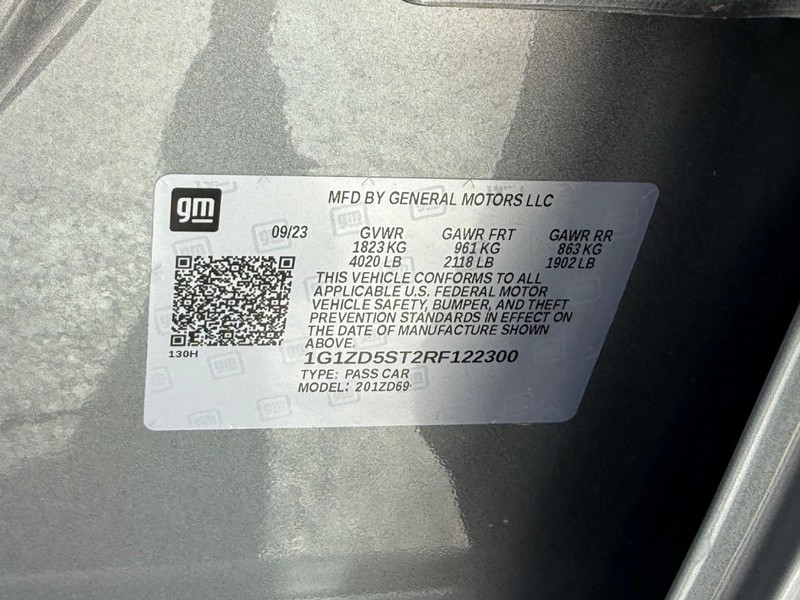 gm
MFD BY GENERAL MOTORS LLC
09/23 GVWR GAWR FRT GAWR RR
1823 KG 961 KG 863 KG
4020 LB 2118 LB 1902 LB
THIS VEHICLE CONFORMS TO ALL
APPLICABLE U.S. FEDERAL MOTOR
VEHICLE SAFETY, BUMPER, AND THEFT
PREVENTION STANDARDS IN EFFECT ON
THE DATE OF MANUFACTURE SHOWN
ABOVE.
130H
1G1ZD5ST2RF122300
TYPE: PASS CAR
MODEL: 201ZD69